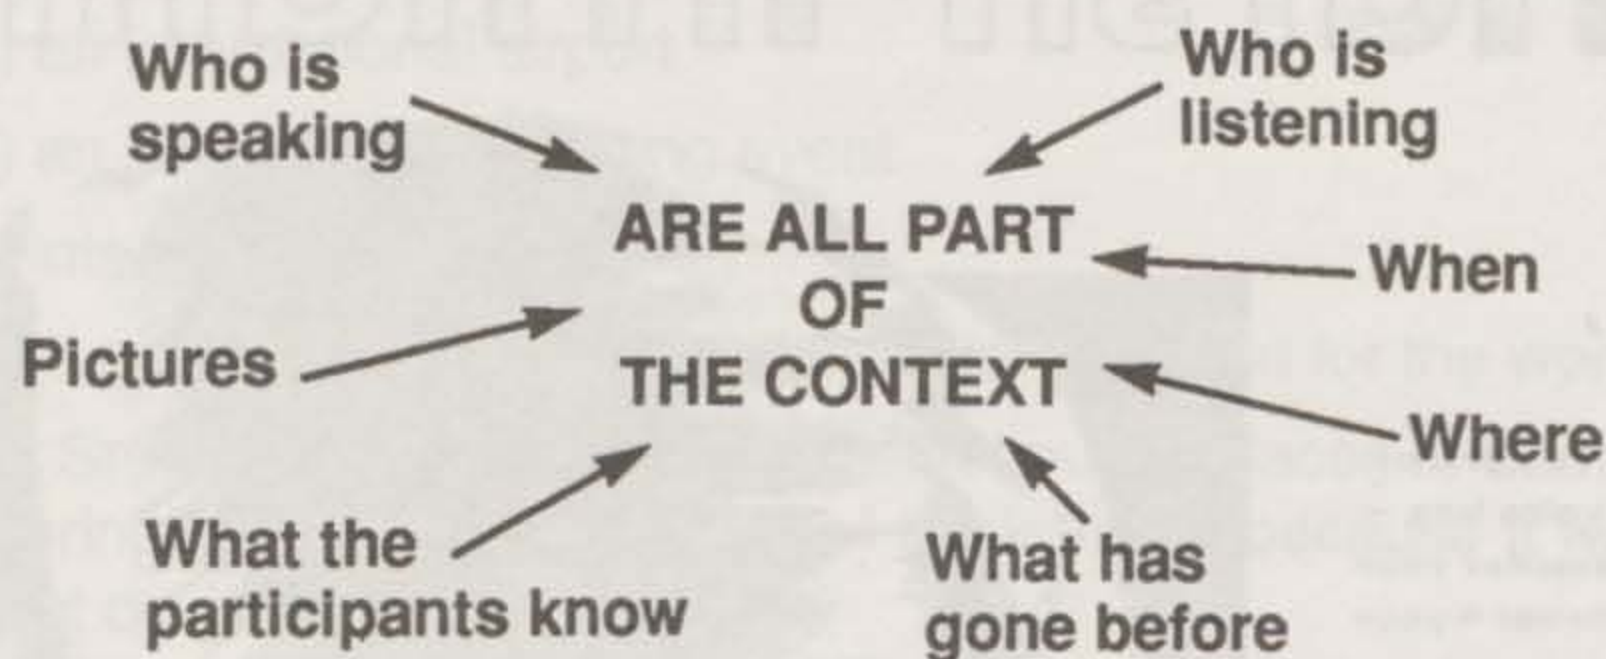 Who is
speaking
Who is
listening
ARE ALL PART
OF
THE CONTEXT
When
Pictures
Where
What the
participants know
What has
gone before